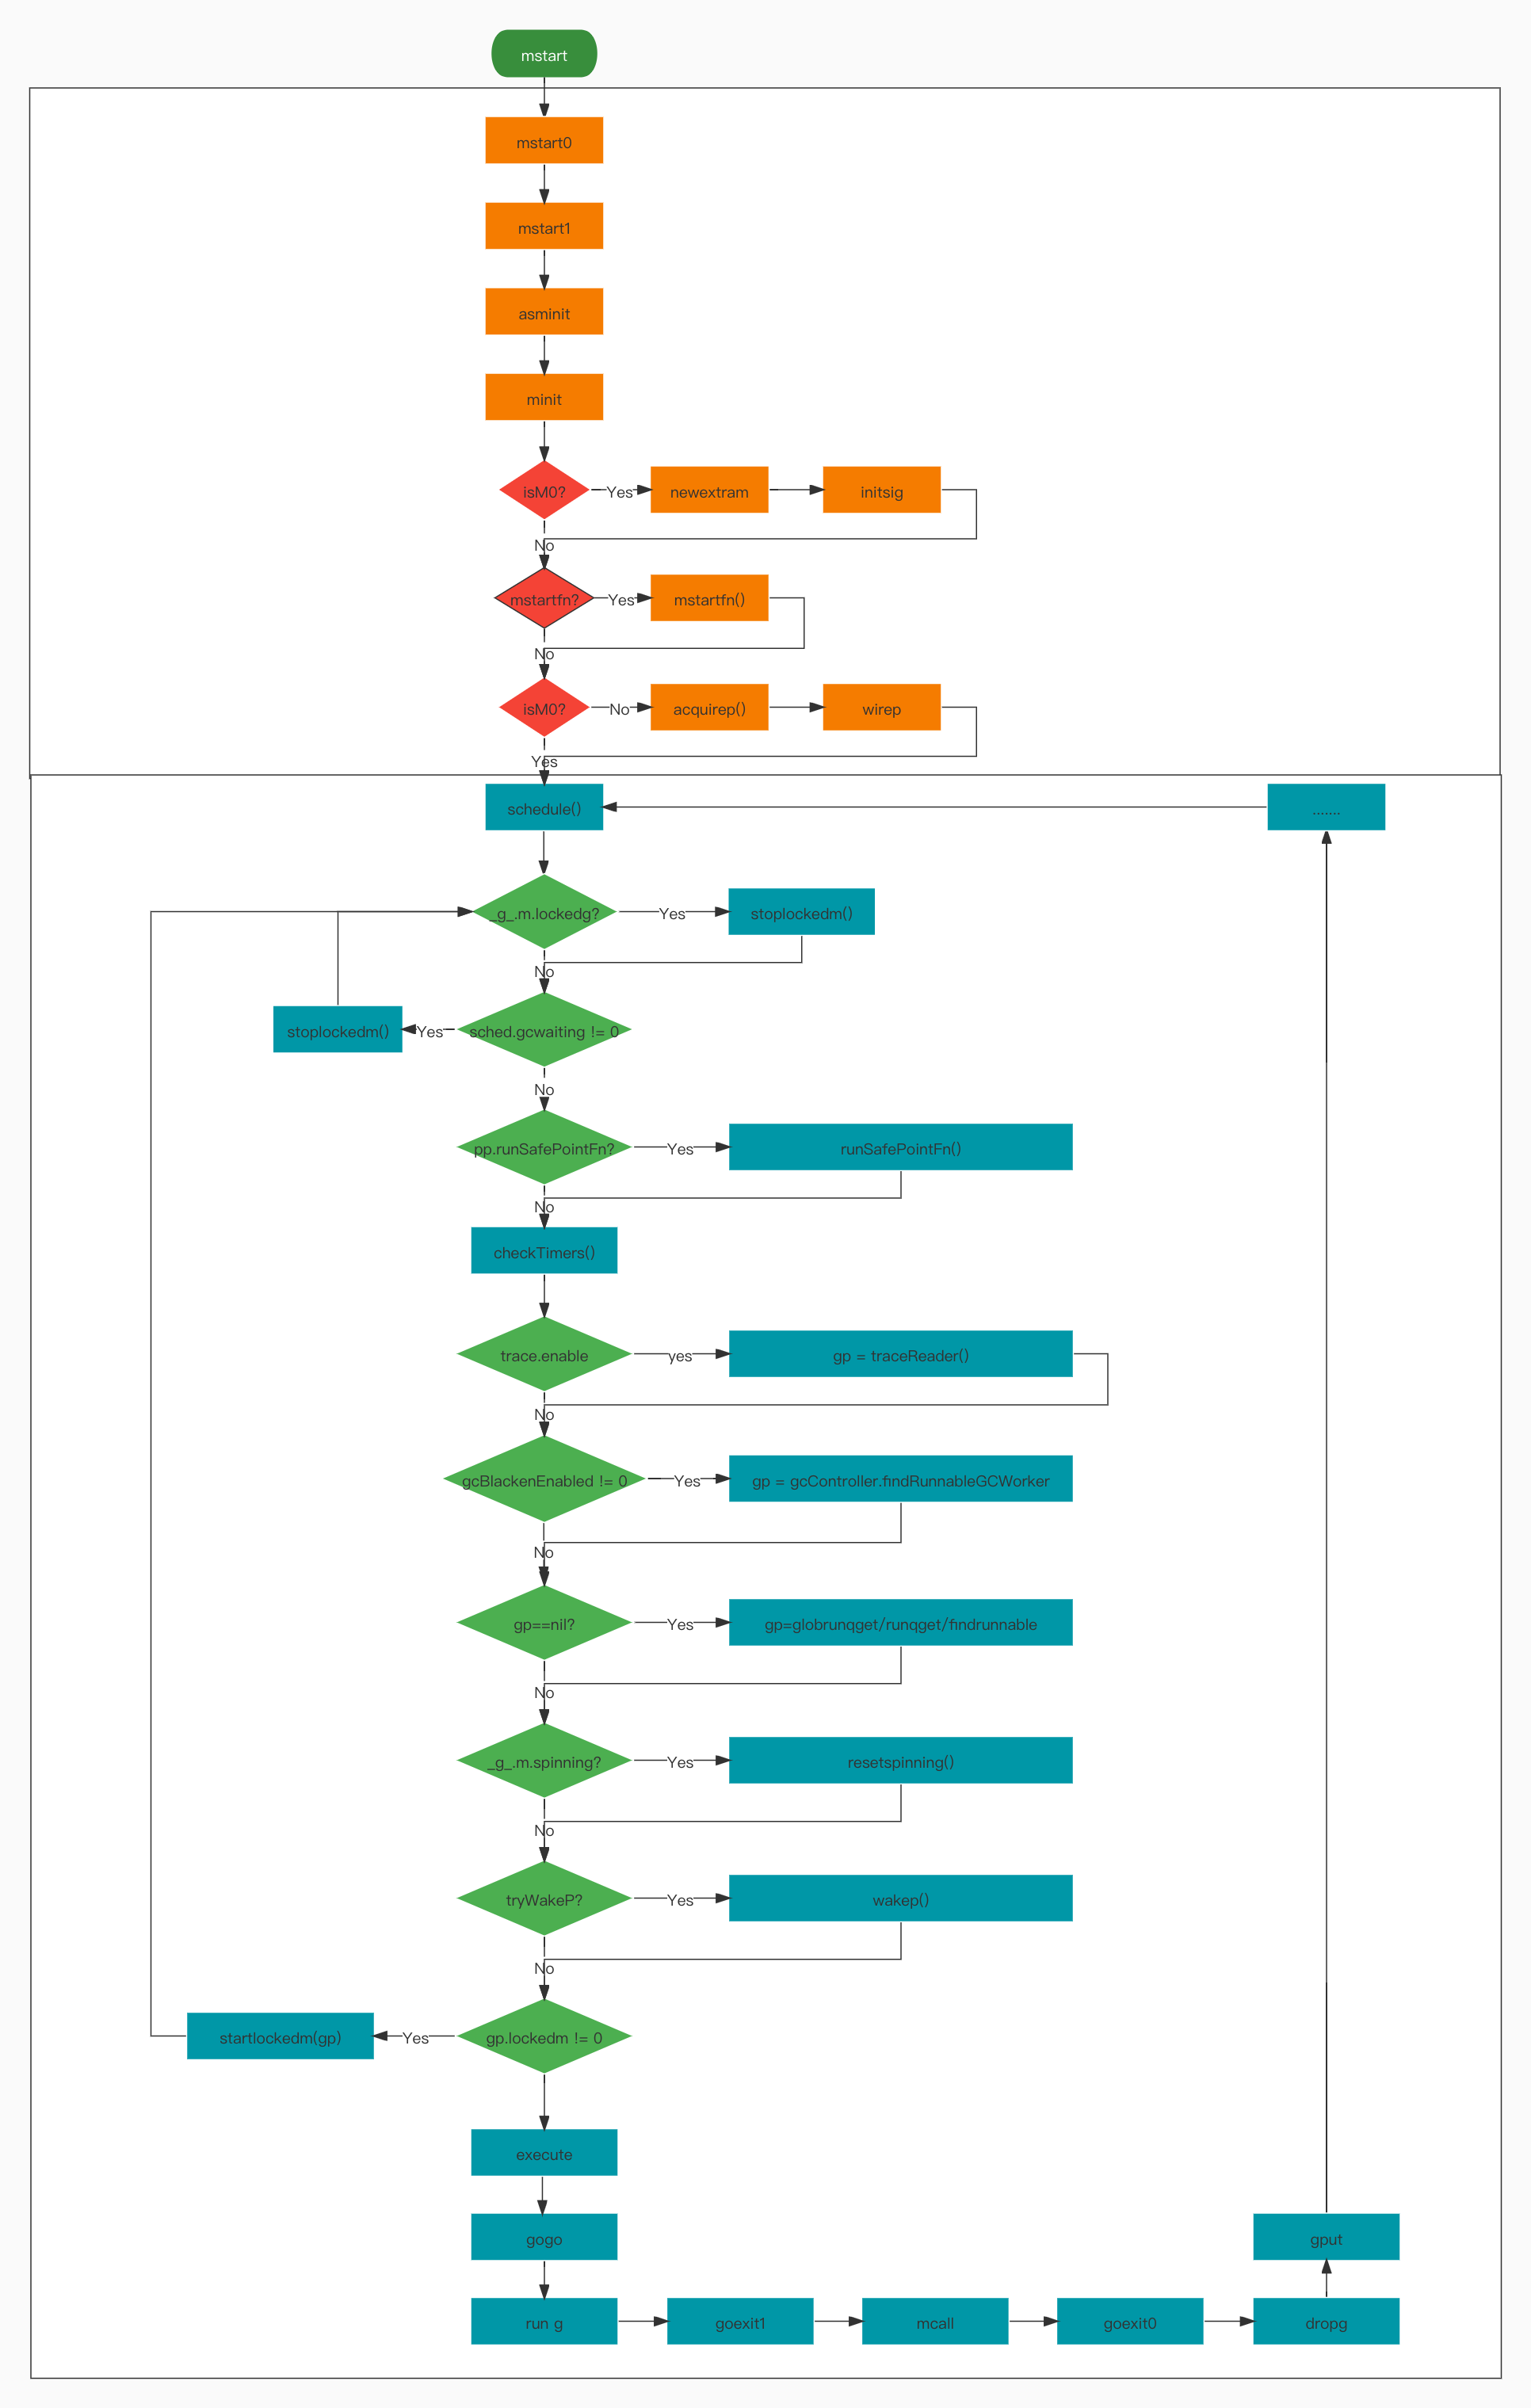 mstart
mstart0
mstart1
asminit
minit
isM0?
Yes
newextram
initsig
No
mstartfn?
Yes
mstartfn()
No
isM0?
No
acquirep()
wirep
Yes
schedule()
.......
_g_.m.lockedg?
Yes
stoplockedm()
No
stoplockedm()
Yes
sched.gcwaiting != 0
No
pp.runSafePointFn?
Yes
runSafePointFn()
No
checkTimers()
trace.enable
yes
gp = traceReader()
No
gcBlackenEnabled != 0
Yes
gp = gcController.findRunnableGCWorker
No
gp==nil?
Yes
gp=globrunqget/runqget/findrunnable
No
_g_.m.spinning?
Yes
resetspinning()
No
tryWakeP?
Yes
wakep()
No
startlockedm(gp)
Yes
gp.lockedm != 0
execute
gogo
gput
run g
goexit1
mcall
goexit0
dropg